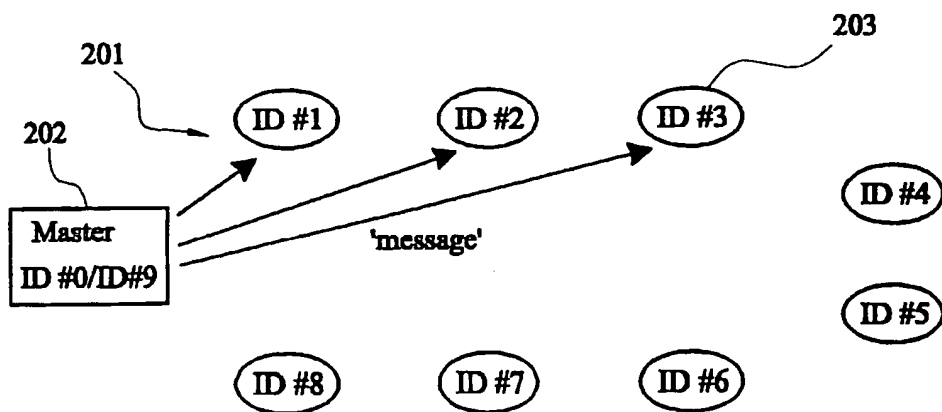 203
201
202
ID #1
ID #2
ID #3
ID #4
Master
ID #0/ID#9
'message'
ID #5
ID #8
ID #7
ID #6